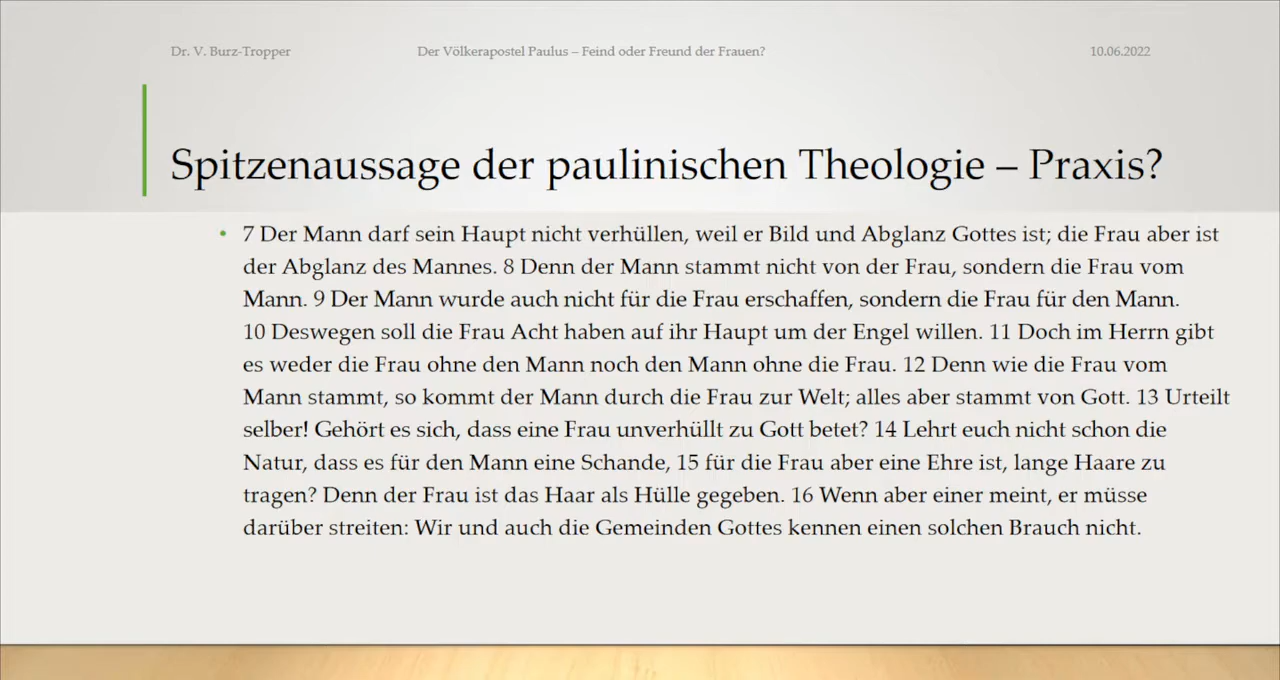 Dr. V. Burz-Tropper
Der Völkerapostel Paulus – Feind oder Freund der Frauen?
10.06.2022
Spitzenaussage der paulinischen Theologie – Praxis?
• 7 Der Mann darf sein Haupt nicht verhüllen, weil er Bild und Abglanz Gottes ist; die Frau aber ist
der Abglanz des Mannes. 8 Denn der Mann stammt nicht von der Frau, sondern die Frau vom
Mann. 9 Der Mann wurde auch nicht für die Frau erschaffen, sondern die Frau für den Mann.
10 Deswegen soll die Frau Acht haben auf ihr Haupt um der Engel willen. 11 Doch im Herrn gibt
es weder die Frau ohne den Mann noch den Mann ohne die Frau. 12 Denn wie die Frau vom
Mann stammt, so kommt der Mann durch die Frau zur Welt; alles aber stammt von Gott. 13 Urteilt
selber! Gehört es sich, dass eine Frau unverhüllt zu Gott betet? 14 Lehrt euch nicht schon die
Natur, dass es für den Mann eine Schande, 15 für die Frau aber eine Ehre ist, lange Haare zu
tragen? Denn der Frau ist das Haar als Hülle gegeben. 16 Wenn aber einer meint, er müsse
darüber streiten: Wir und auch die Gemeinden Gottes kennen einen solchen Brauch nicht.